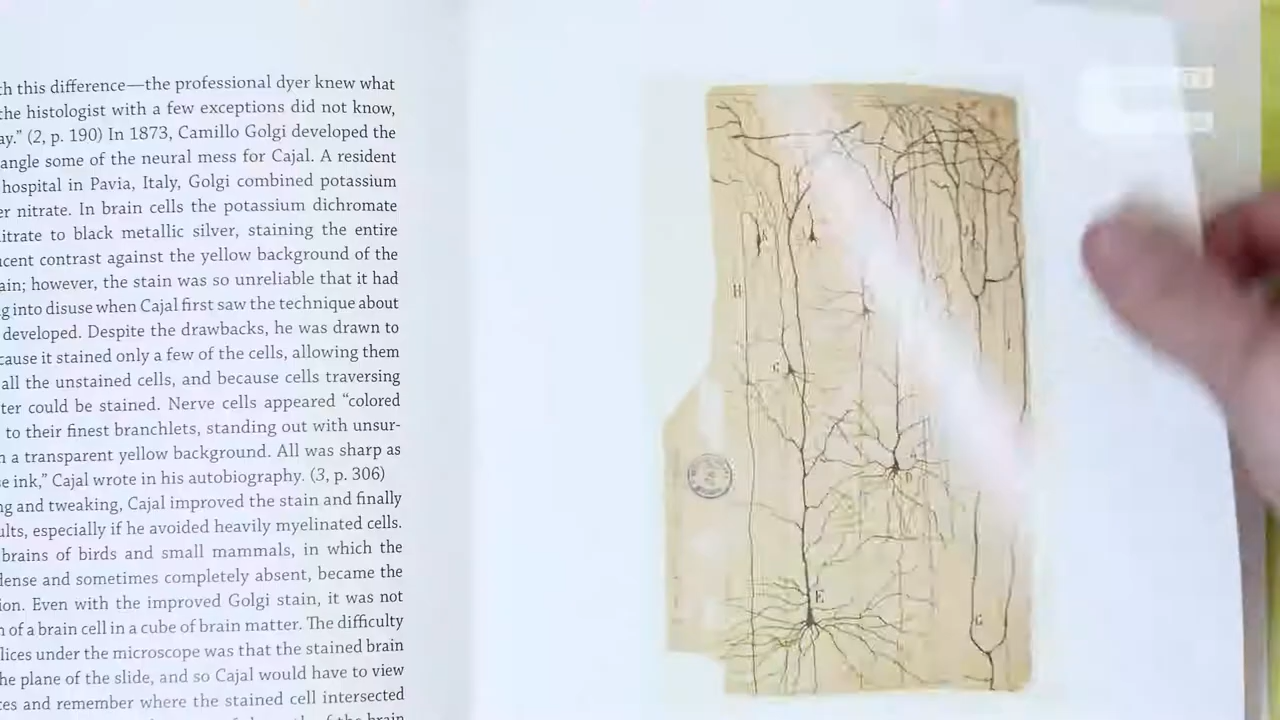 th this difference—the professional dyer knew what
the histologist with a few exceptions did not know,
ay.” (2, p. 190) In 1873, Camillo Golgi developed the
angle some of the neural mess for Cajal. A resident
hospital in Pavia, Italy, Golgi combined potassium
er nitrate. In brain cells the potassium dichromate
itrate to black metallic silver, staining the entire
ucent contrast against the yellow background of the
ain; however, the stain was so unreliable that it had
g into disuse when Cajal first saw the technique about
developed. Despite the drawbacks, he was drawn to
cause it stained only a few of the cells, allowing them
all the unstained cells, and because cells traversing
ter could be stained. Nerve cells appeared “colored
to their finest branchlets, standing out with unsur-
n a transparent yellow background. All was sharp as
e ink,” Cajal wrote in his autobiography. (3, p. 306)
ng and tweaking, Cajal improved the stain and finally
ults, especially if he avoided heavily myelinated cells.
brains of birds and small mammals, in which the
dense and sometimes completely absent, became the
ion. Even with the improved Golgi stain, it was not
n of a brain cell in a cube of brain matter. The difficulty
lices under the microscope was that the stained brain
he plane of the slide, and so Cajal would have to view
es and remember where the stained cell intersected
of the brain
H
E
G